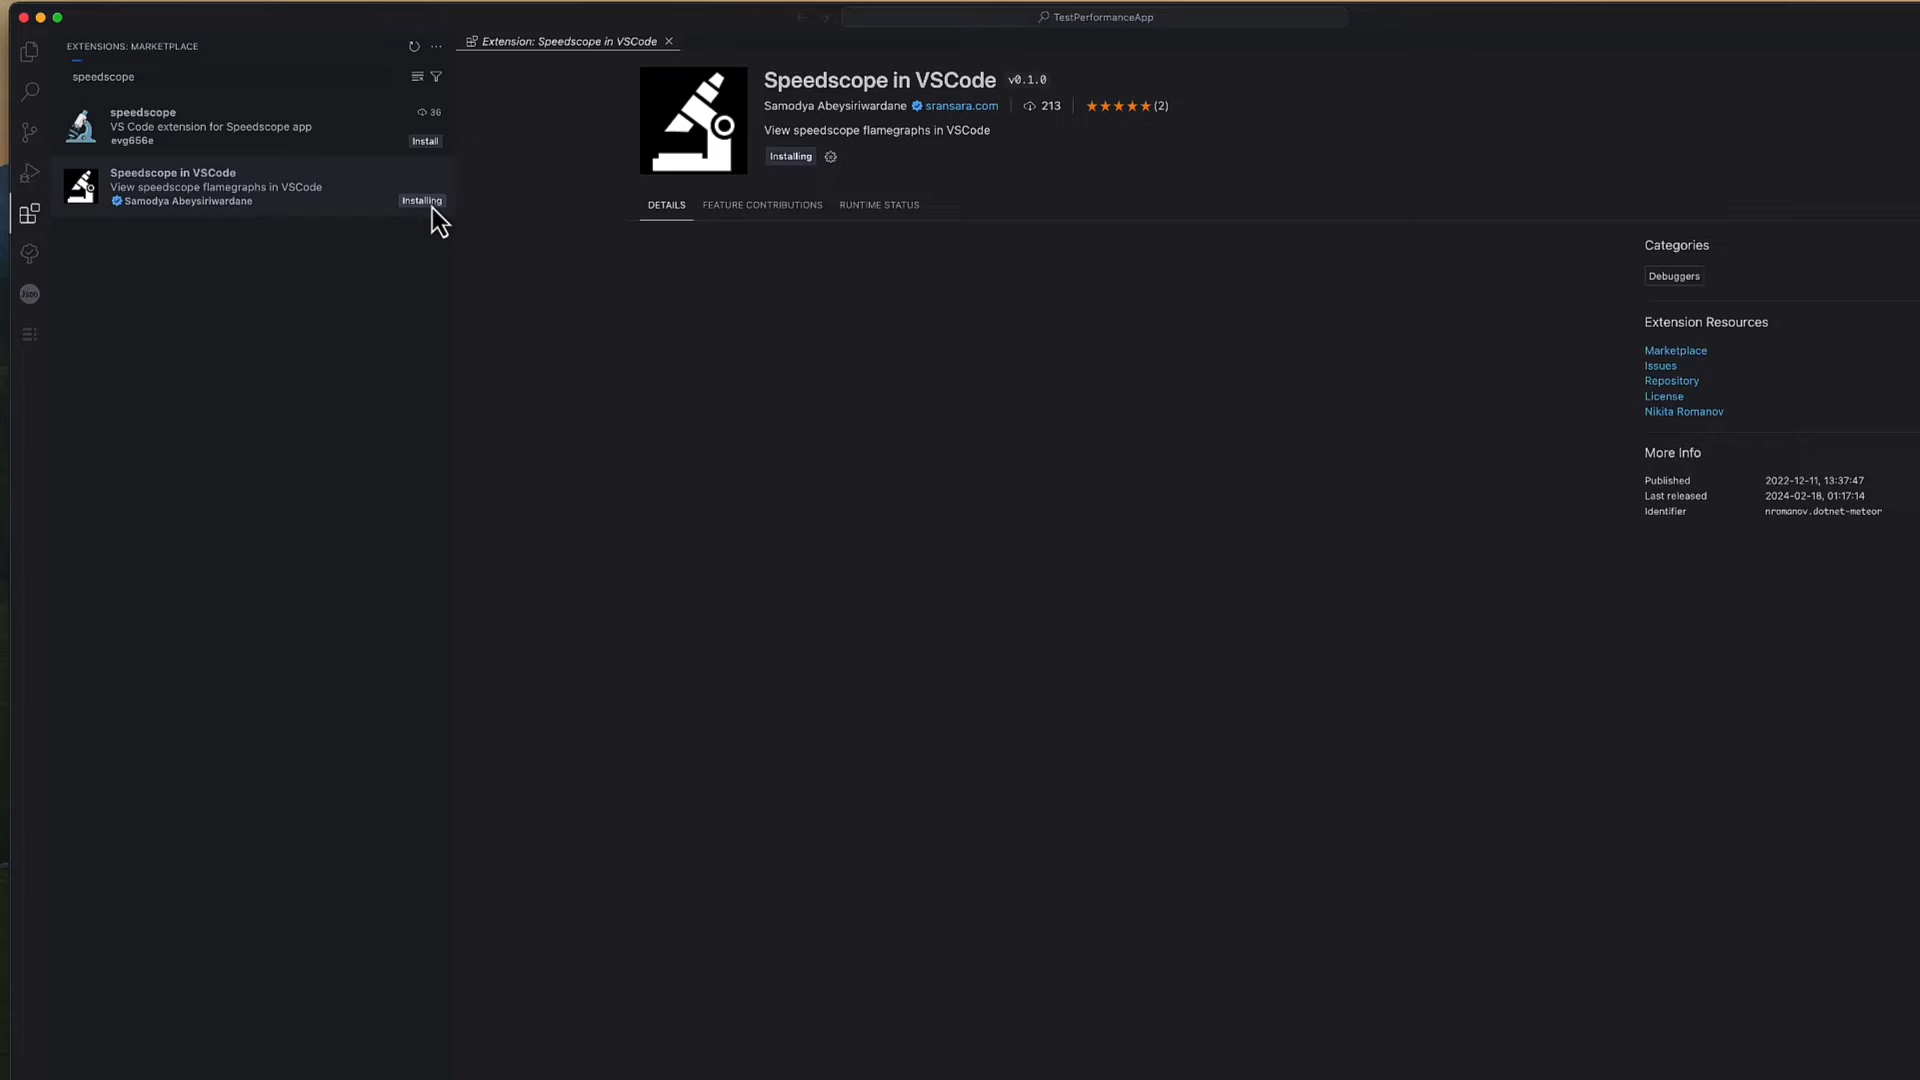 TestPerformanceApp
EXTENSIONS: MARKETPLACE
speedscope
speedscope
36
VS Code extension for Speedscope app
evg656e
Install
Speedscope in VSCode
View speedscope flamegraphs in VSCode
Samodya Abeysiriwardane
Installing
Json
Extension: Speedscope in VSCode
Speedscope in VSCode v0.1.0
Samodya Abeysiriwardane sransara.com 213 (2)
View speedscope flamegraphs in VSCode
Installing
DETAILS FEATURE CONTRIBUTIONS RUNTIME STATUS
Categories
Debuggers
Extension Resources
Marketplace
Issues
Repository
License
Nikita Romanov
More Info
Published 2022-12-11, 13:37:47
Last released 2024-02-18, 01:17:14
Identifier nromanov.dotnet-meteor